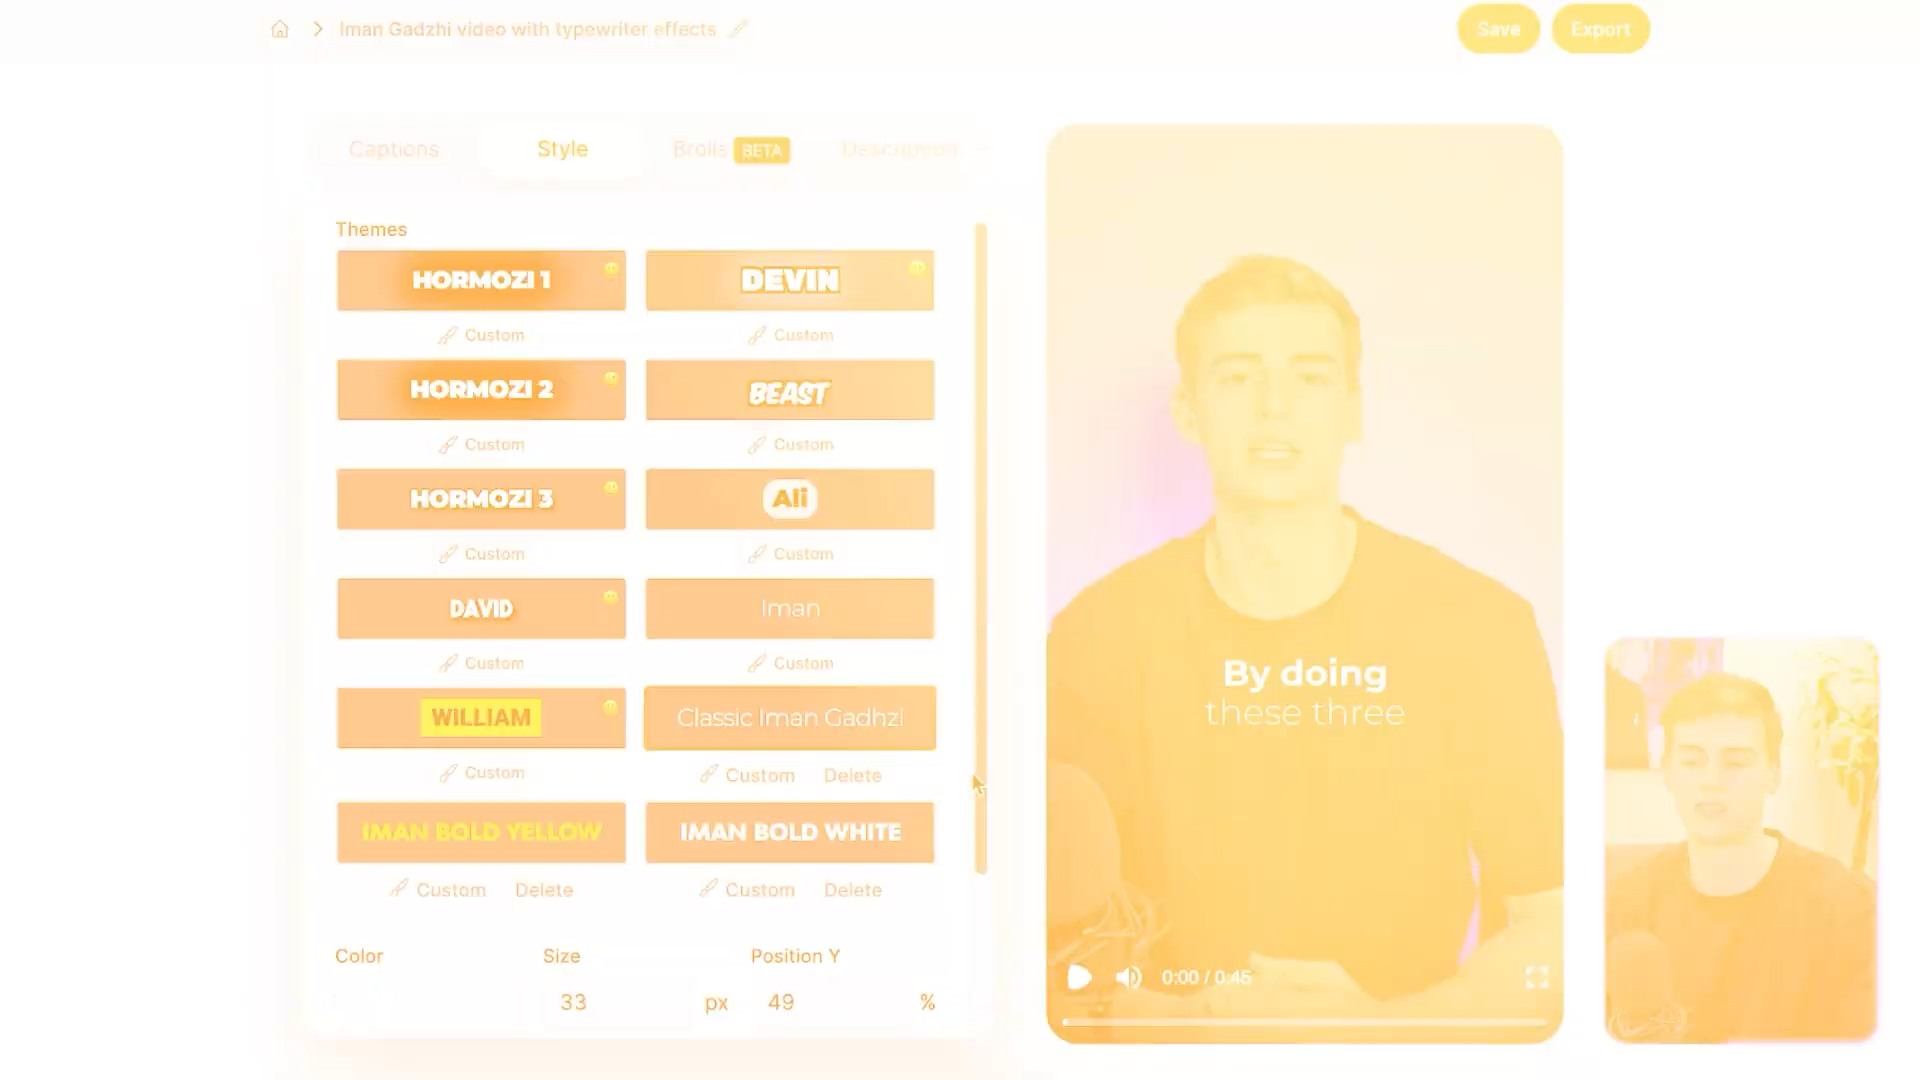 Iman Gadzhi video with typewriter effects
Save
Export
Captions
Style
Brolls BETA
Description
Themes
HORMOZI 1
DEVIN
Custom
Custom
HORMOZI 2
BEAST
Custom
Custom
HORMOZI 3
Ali
Custom
Custom
DAVID
Iman
Custom
Custom
WILLIAM
Classic Iman Gadhzi
Custom
Custom Delete
IMAN BOLD YELLOW
IMAN BOLD WHITE
Custom Delete
Custom Delete
Color
Size
Position Y
33 px
49 %
By doing
these three
0:00 / 0:45